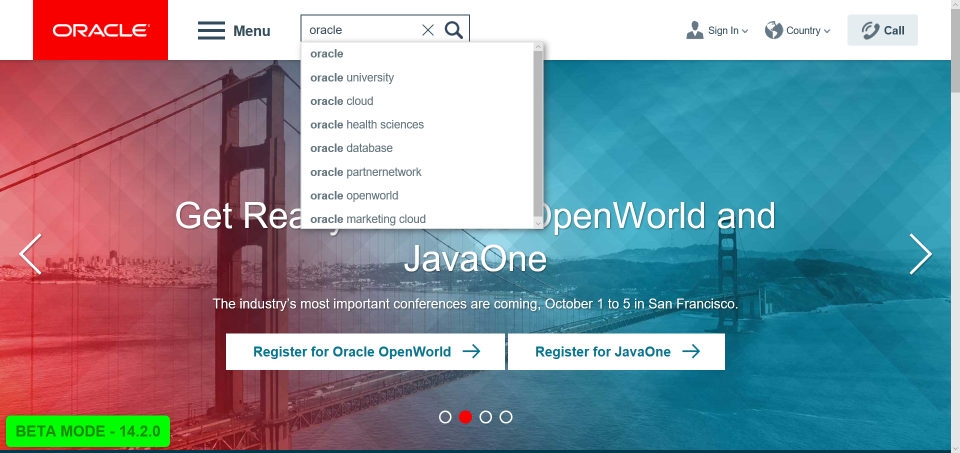 ORACLE
Menu
oracle
Sign In
Country
Call
oracle
oracle university
oracle cloud
oracle health sciences
oracle database
oracle partnernetwork
oracle openworld
oracle marketing cloud
Get Rea OpenWorld and
JavaOne
The industry's most important conferences are coming, October 1 to 5 in San Francisco.
Register for Oracle OpenWorld
Register for JavaOne
BETA MODE - 14.2.0